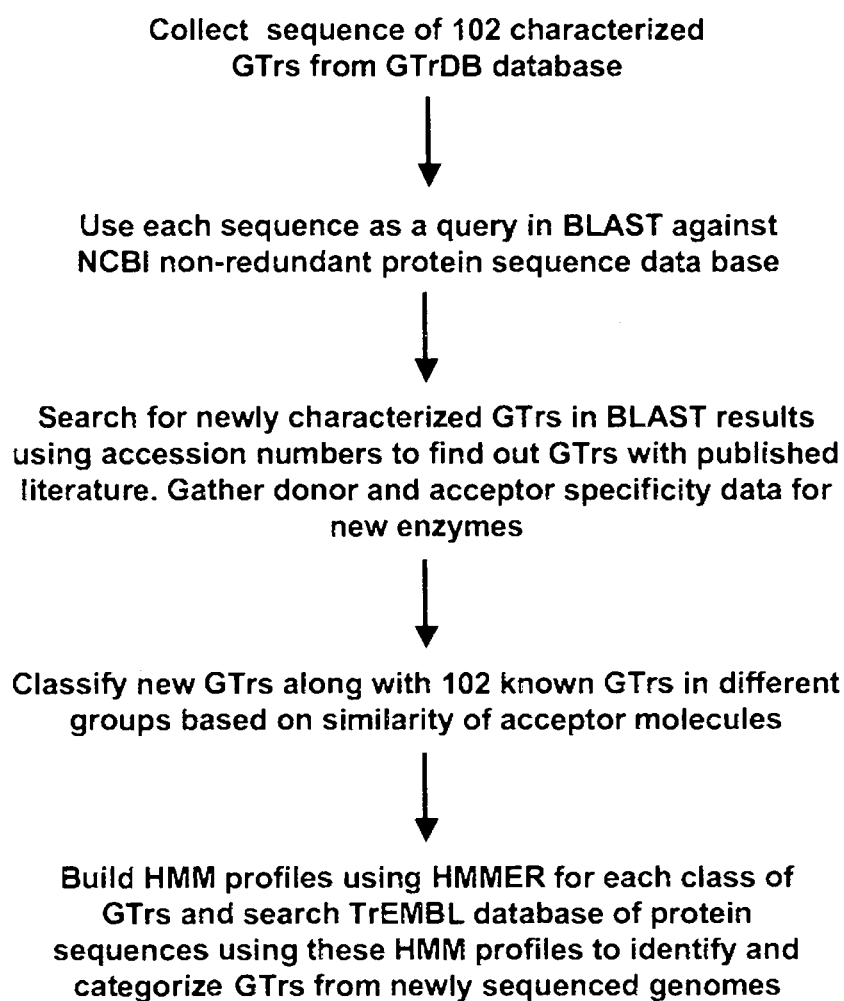 Collect sequence of 102 characterized
GTrs from GTrDB database
Use each sequence as a query in BLAST against
NCBI non-redundant protein sequence data base
Search for newly characterized GTrs in BLAST results
using accession numbers to find out GTrs with published
literature. Gather donor and acceptor specificity data for
new enzymes
Classify new GTrs along with 102 known GTrs in different
groups based on similarity of acceptor molecules
Build HMM profiles using HMMER for each class of
GTrs and search TrEMBL database of protein
sequences using these HMM profiles to identify and
categorize GTrs from newly sequenced genomes